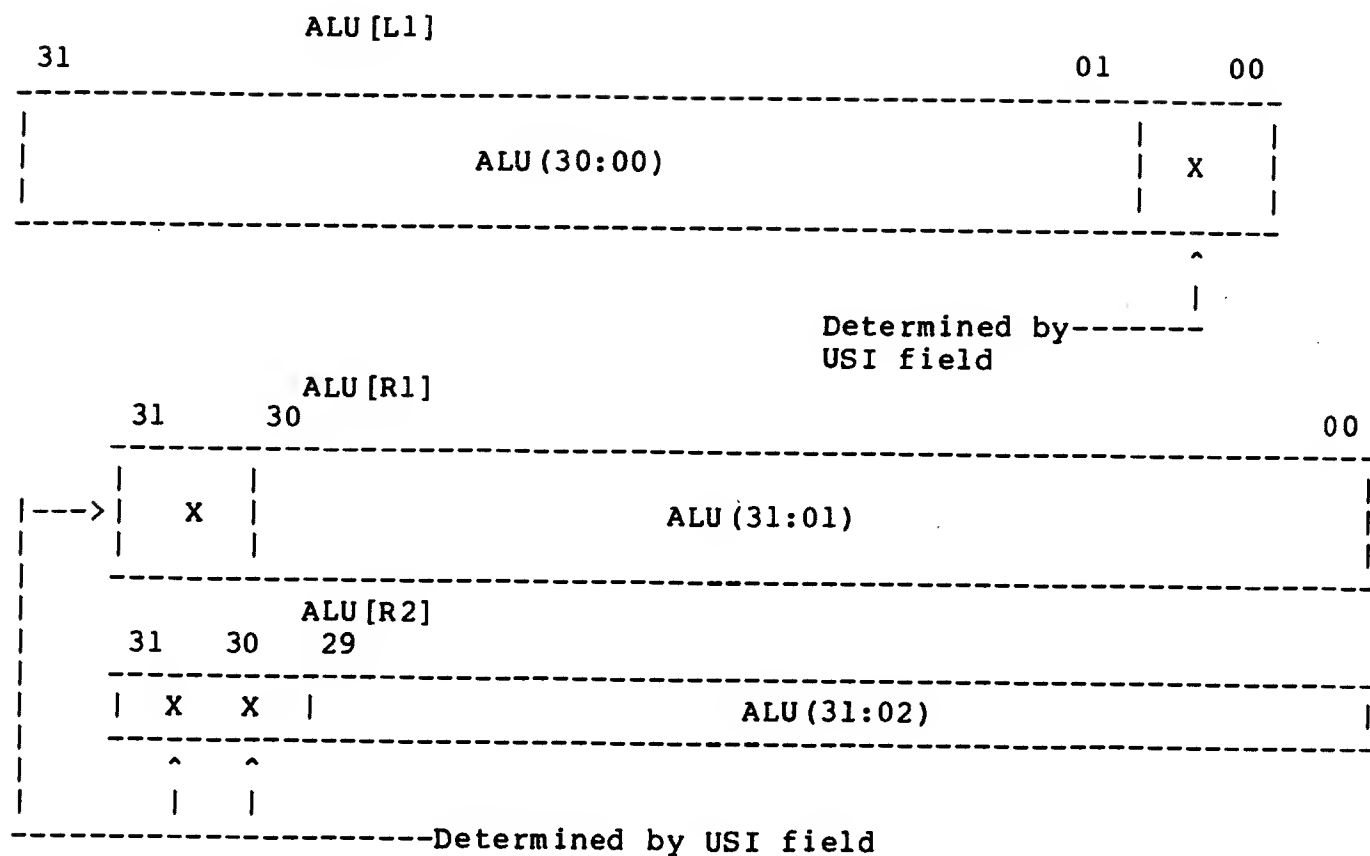 ALU[L1]
31 01 00
ALU(30:00) X
Determined by
USI field
ALU[R1]
31 30 00
X ALU(31:01)
ALU[R2]
31 30 29
X X ALU(31:02)
Determined by USI field